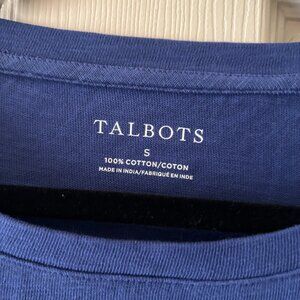 TALBOTS
S
100% COTTON/COTON
MADE IN INDIA/FABRIQUÉ EN INDE